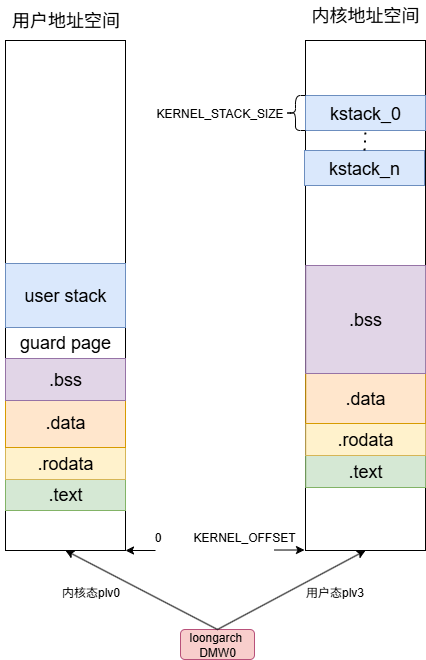 用户地址空间
内核地址空间
KERNEL_STACK_SIZE
kstack_0
kstack_n
user stack
guard page
.bss
.data
.rodata
.text
.bss
.data
.rodata
.text
0
KERNEL_OFFSET
内核态plv0
用户态plv3
loongarch
DMW0